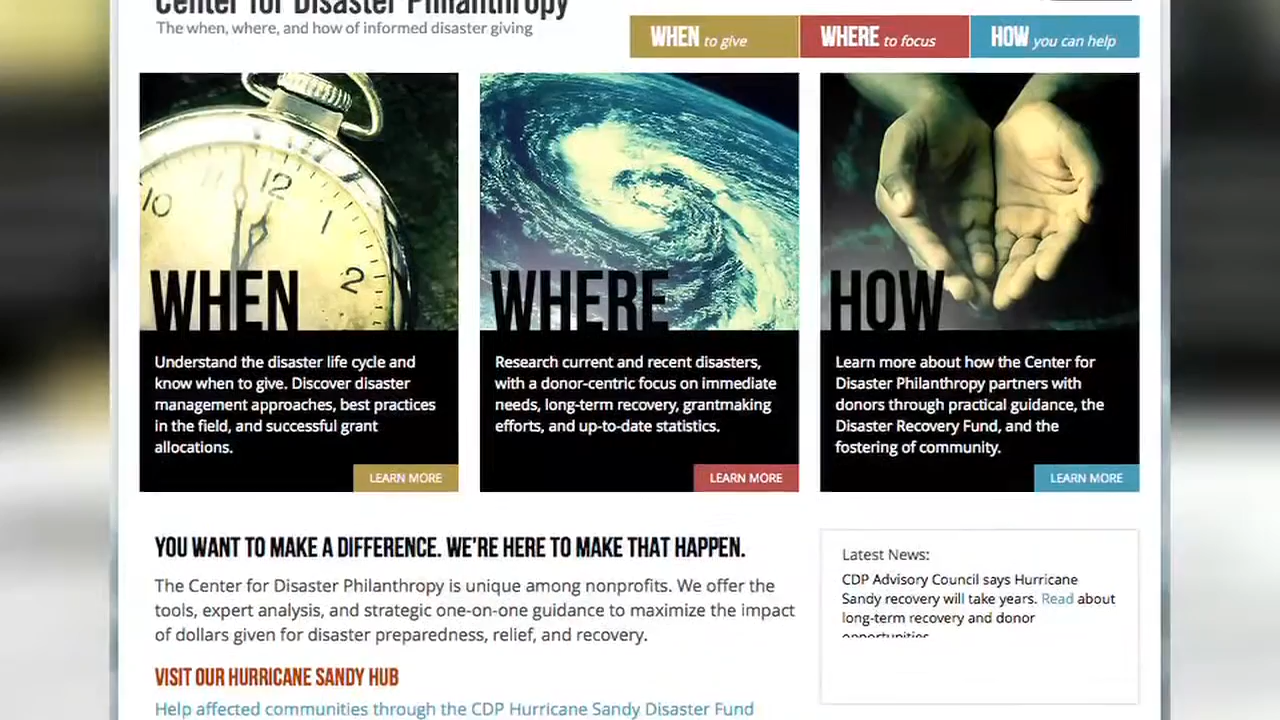 Center for Disaster Philanthropy
The when, where, and how of informed disaster giving
WHEN to give
WHERE to focus
HOW you can help
10 12 1 2
WHEN
Understand the disaster life cycle and
know when to give. Discover disaster
management approaches, best practices
in the field, and successful grant
allocations.
LEARN MORE
WHERE
Research current and recent disasters,
with a donor-centric focus on immediate
needs, long-term recovery, grantmaking
efforts, and up-to-date statistics.
LEARN MORE
HOW
Learn more about how the Center for
Disaster Philanthropy partners with
donors through practical guidance, the
Disaster Recovery Fund, and the
fostering of community.
LEARN MORE
YOU WANT TO MAKE A DIFFERENCE. WE'RE HERE TO MAKE THAT HAPPEN.
The Center for Disaster Philanthropy is unique among nonprofits. We offer the
tools, expert analysis, and strategic one-on-one guidance to maximize the impact
of dollars given for disaster preparedness, relief, and recovery.
VISIT OUR HURRICANE SANDY HUB
Help affected communities through the CDP Hurricane Sandy Disaster Fund
Latest News:
CDP Advisory Council says Hurricane
Sandy recovery will take years. Read about
long-term recovery and donor
opportunities